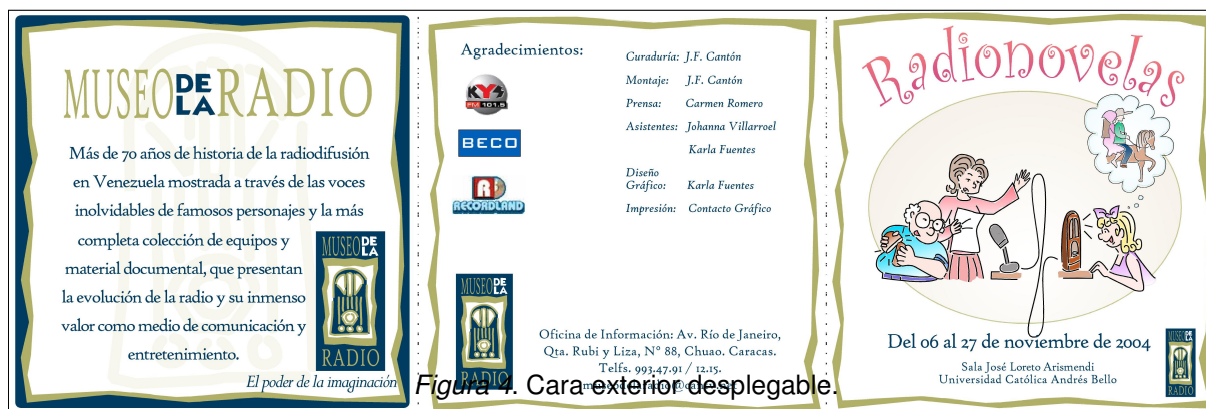 MUSEO DE LA RADIO
Más de 70 años de historia de la radiodifusión
en Venezuela mostrada a través de las voces
inolvidables de famosos personajes y la más
completa colección de equipos y
material documental, que presentan
la evolución de la radio y su inmenso
valor como medio de comunicación y
entretenimiento.
MUSEO DE LA
RADIO
El poder de la imaginación
Agradecimientos:
KYS
FM 101.5
BECO
R
RECORDLAND
Curaduría: J.F. Cantón
Montaje: J.F. Cantón
Prensa: Carmen Romero
Asistentes: Johanna Villarroel
Karla Fuentes
Diseño
Gráfico: Karla Fuentes
Impresión: Contacto Gráfico
MUSEO DE LA
RADIO
Oficina de Información: Av. Río de Janeiro,
Qta. Rubi y Liza, N° 88, Chuao. Caracas.
Telfs. 993.47.91 / 12.15.
Figura 4. Cara exterior desplegable.
Radionovelas
Del 06 al 27 de noviembre de 2004
Sala José Loreto Arismendi
Universidad Católica Andrés Bello
MUSEO DE LA
RADIO